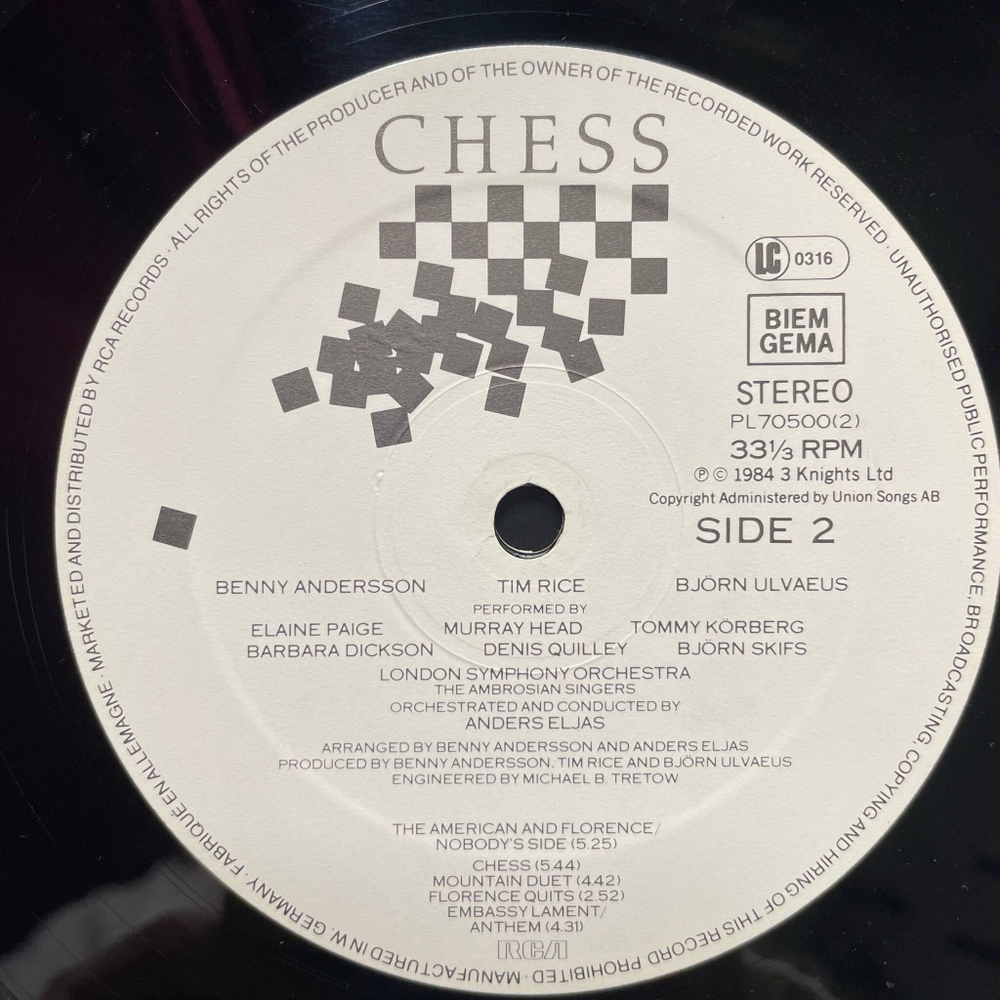 ALL RIGHTS OF THE PRODUCER AND OF THE OWNER OF THE RECORDED WORK RESERVED · UNAUTHORISED PUBLIC PERFORMANCE, BROADCASTING, COPYING AND HIRING OF THIS RECORD PROHIBITED · MANUFACTURED IN W. GERMANY · FABRIQUÉ EN ALLEMAGNE · MARKETED AND DISTRIBUTED BY RCA RECORDS ·
CHESS
LC 0316
BIEM
GEMA
STEREO
PL70500(2)
33⅓ RPM
℗ © 1984 3 Knights Ltd
Copyright Administered by Union Songs AB
SIDE 2
BENNY ANDERSSON TIM RICE BJÖRN ULVAEUS
PERFORMED BY
ELAINE PAIGE MURRAY HEAD TOMMY KÖRBERG
BARBARA DICKSON DENIS QUILLEY BJÖRN SKIFS
LONDON SYMPHONY ORCHESTRA
THE AMBROSIAN SINGERS
ORCHESTRATED AND CONDUCTED BY
ANDERS ELJAS
ARRANGED BY BENNY ANDERSSON AND ANDERS ELJAS
PRODUCED BY BENNY ANDERSSON. TIM RICE AND BJÖRN ULVAEUS
ENGINEERED BY MICHAEL B. TRETOW
THE AMERICAN AND FLORENCE/
NOBODY'S SIDE (5.25)
CHESS (5.44)
MOUNTAIN DUET (4.42)
FLORENCE QUITS (2.52)
EMBASSY LAMENT/
ANTHEM (4.31)
RCA